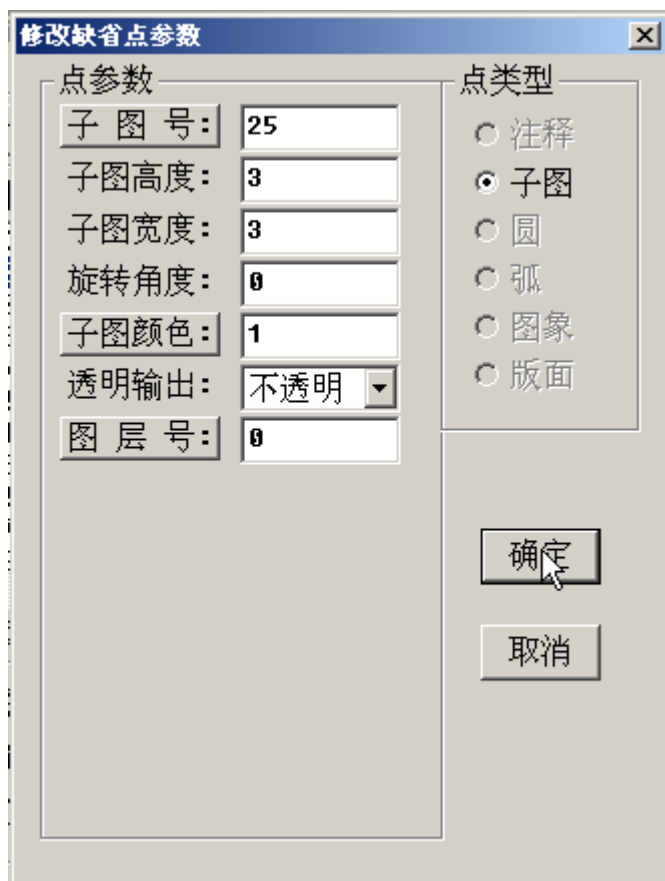 修改缺省点参数
点参数
子 图 号: 25
子图高度: 3
子图宽度: 3
旋转角度: 0
子图颜色: 1
透明输出: 不透明
图 层 号: 0
点类型
注释
子图
圆
弧
图象
版面
确定
取消